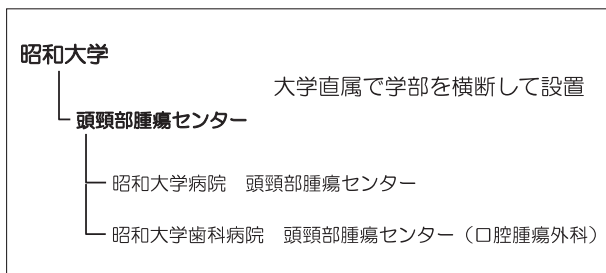 昭和大学
大学直属で学部を横断して設置
頭頸部腫瘍センター
昭和大学病院　頭頸部腫瘍センター
昭和大学歯科病院　頭頸部腫瘍センター（口腔腫瘍外科）